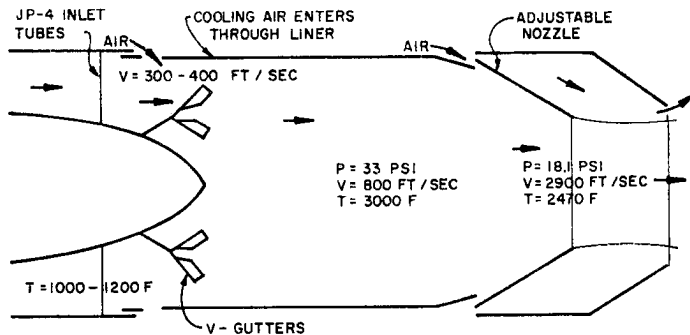 JP-4 INLET
TUBES
AIR
COOLING AIR ENTERS
THROUGH LINER
AIR
ADJUSTABLE
NOZZLE
V = 300 - 400 FT / SEC
P = 33 PSI
V = 800 FT / SEC
T = 3000 F
P = 18.1 PSI
V = 2900 FT / SEC
T = 2470 F
T = 1000 - 1200 F
V - GUTTERS